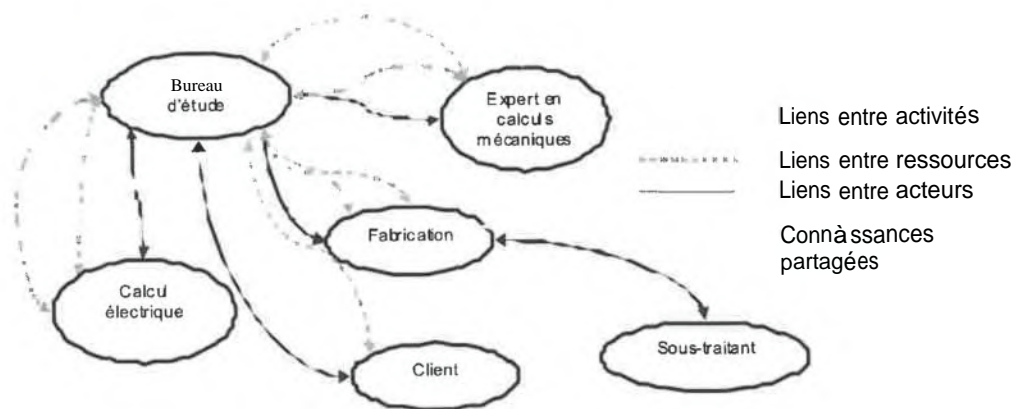 Bureau
d'étude
Expert en
calculs
mécaniques
Liens entre activités
Liens entre ressources
Liens entre acteurs
Connàssances
partagées
Fabrication
Calcul
électrique
Client
Sous-traitant